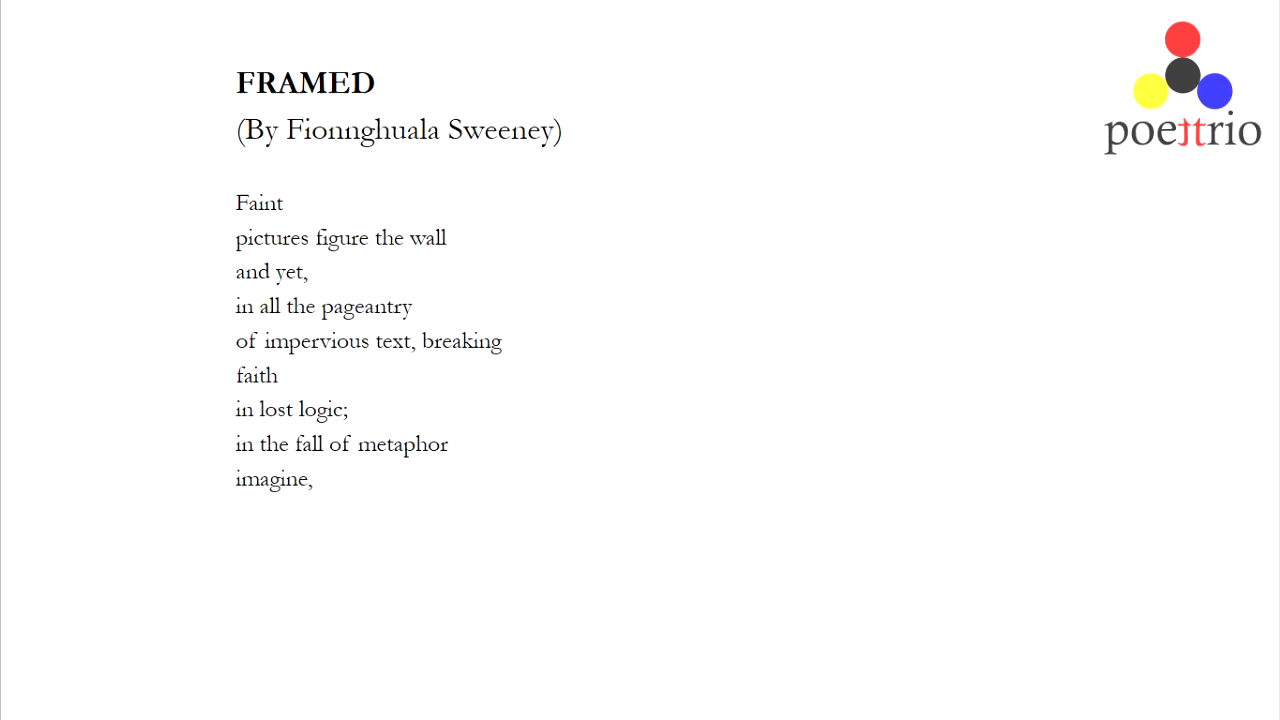 FRAMED
(By Fionnghuala Sweeney)
Faint
pictures figure the wall
and yet,
in all the pageantry
of impervious text, breaking
faith
in lost logic;
in the fall of metaphor
imagine,
poettrio